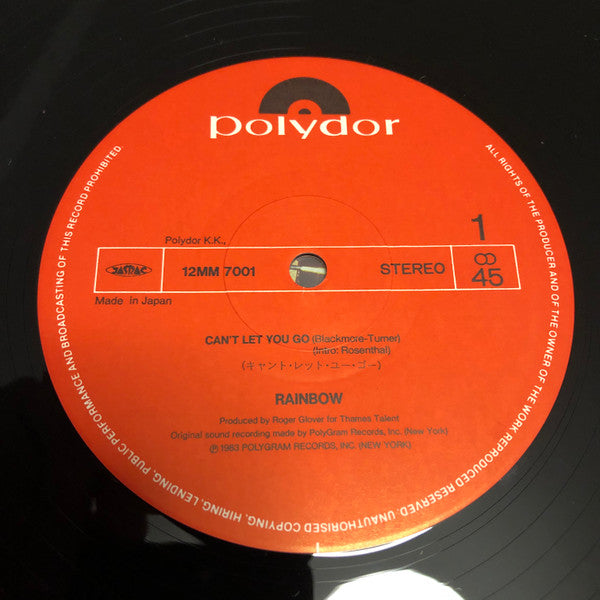 polydor
Polydor K.K.,
1
JASRAC
12MM 7001
STEREO
45
Made in Japan
CAN'T LET YOU GO (Blackmore-Turner)
(Intro: Rosenthal)
(キャント・レット・ユー・ゴー)
RAINBOW
Produced by Roger Glover for Thames Talent
Original sound recording made by PolyGram Records, Inc. (New York)
Ⓟ 1983 POLYGRAM RECORDS, INC. (NEW YORK)
ALL RIGHTS OF THE PRODUCER AND OF THE OWNER OF THE WORK REPRODUCED RESERVED. UNAUTHORISED COPYING, HIRING, LENDING, PUBLIC PERFORMANCE AND BROADCASTING OF THIS RECORD PROHIBITED.